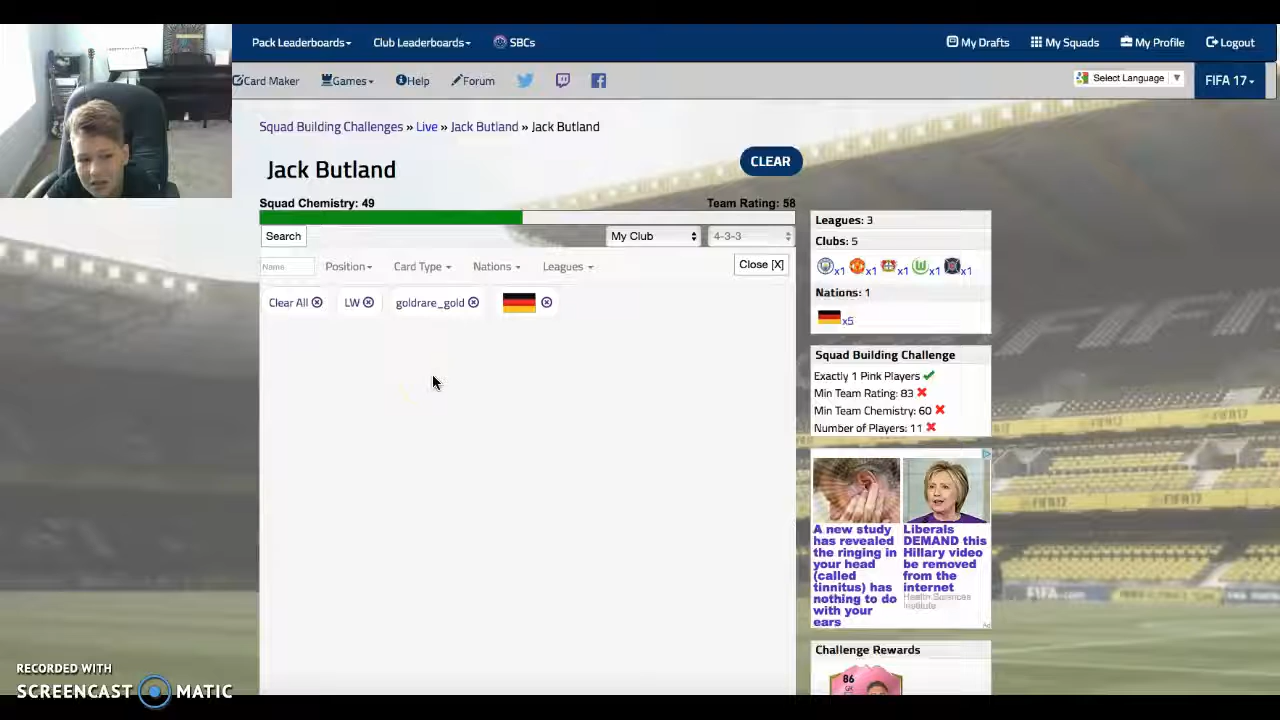 Pack Leaderboards
Club Leaderboards
SBCs
My Drafts
My Squads
My Profile
Logout
Card Maker
Games
Help
Forum
Select Language
FIFA 17
Squad Building Challenges » Live » Jack Butland » Jack Butland
Jack Butland
CLEAR
Squad Chemistry: 49
Team Rating: 58
Search
My Club
4-3-3
Name
Position
Card Type
Nations
Leagues
Close [X]
Clear All
LW
goldrare_gold
Leagues: 3
Clubs: 5
x1
x1
x1
x1
x1
Nations: 1
x5
Squad Building Challenge
Exactly 1 Pink Players
Min Team Rating: 83
Min Team Chemistry: 60
Number of Players: 11
A new study
has revealed
the ringing in
your head
(called
tinnitus) has
nothing to do
with your
ears
Liberals
DEMAND this
Hillary video
be removed
from the
internet
Health Sciences
Institute
Ad
Challenge Rewards
86
GK
RECORDED WITH
SCREENCAST MATIC